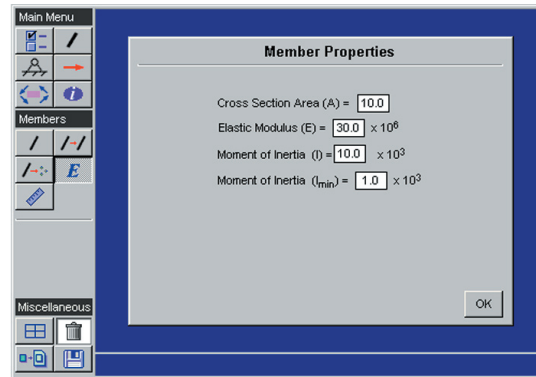 Main Menu
Members
E
Miscellaneous
Member Properties
Cross Section Area (A) = 10.0
Elastic Modulus (E) = 30.0 x 10⁶
Moment of Inertia (I) = 10.0 x 10³
Moment of Inertia (Imin) = 1.0 x 10³
OK